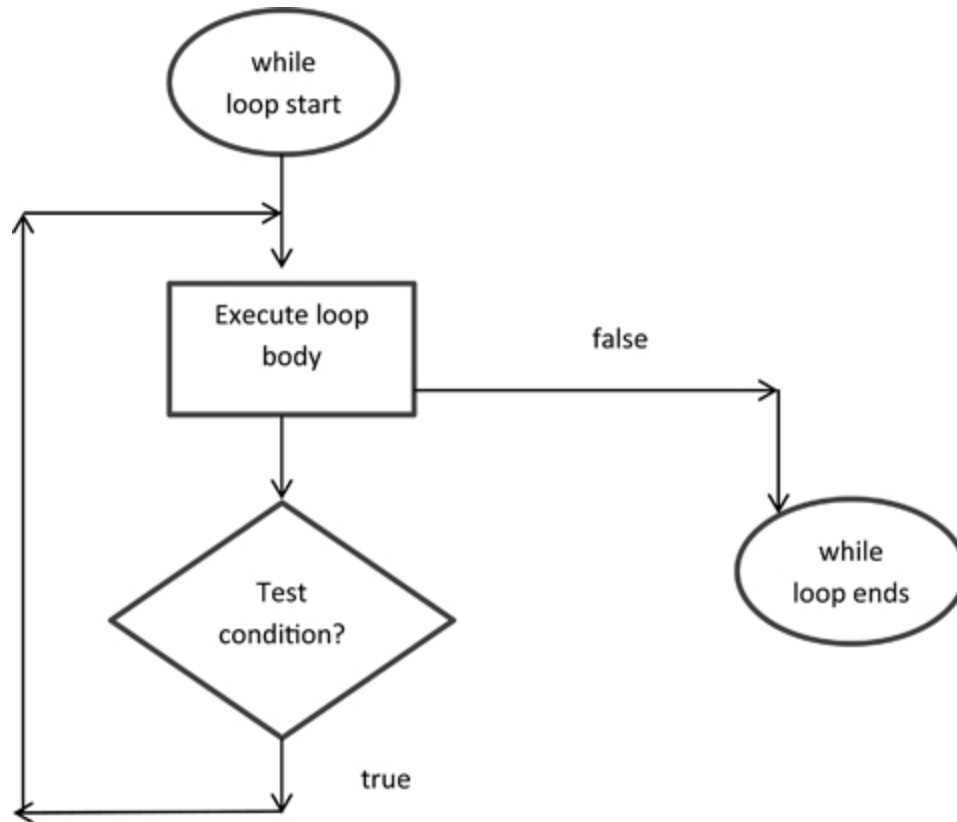 while
loop start
Execute loop
body
false
Test
condition?
while
loop ends
true